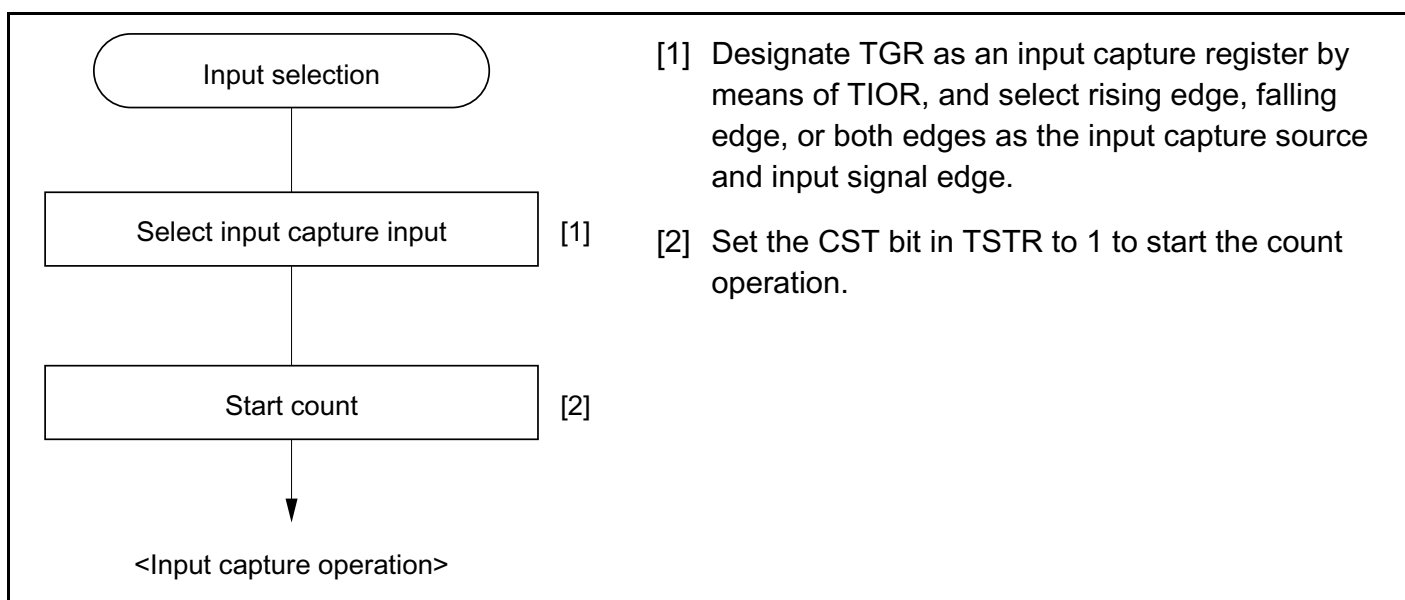 Input selection
Select input capture input
[1]
Start count
[2]
<Input capture operation>
[1] Designate TGR as an input capture register by
means of TIOR, and select rising edge, falling
edge, or both edges as the input capture source
and input signal edge.
[2] Set the CST bit in TSTR to 1 to start the count
operation.